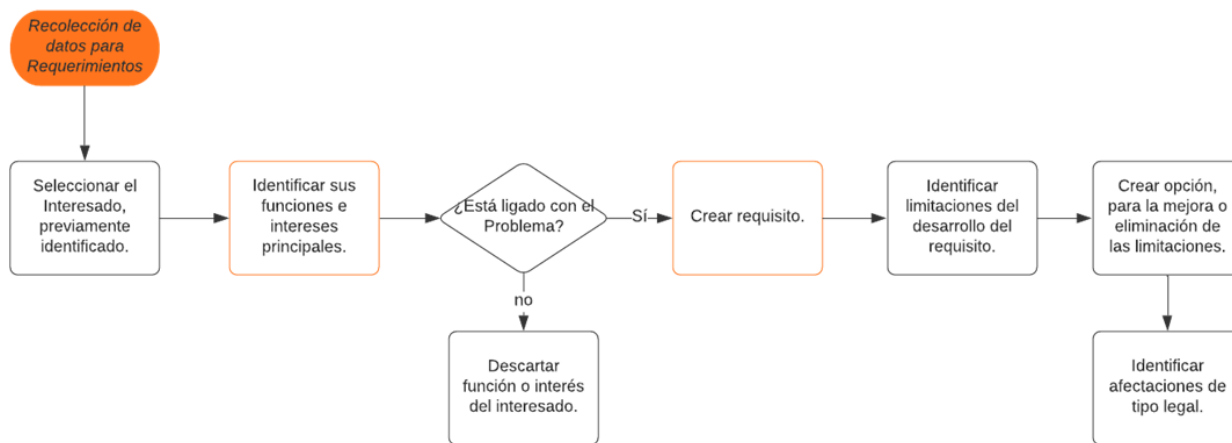 Recolección de
datos para
Requerimientos
Seleccionar el
Interesado,
previamente
identificado.
Identificar sus
funciones e
intereses
principales.
¿Está ligado con el
Problema?
Sí
Crear requisito.
Identificar
limitaciones del
desarrollo del
requisito.
Crear opción,
para la mejora o
eliminación de
las limitaciones.
no
Descartar
función o interés
del interesado.
Identificar
afectaciones de
tipo legal.